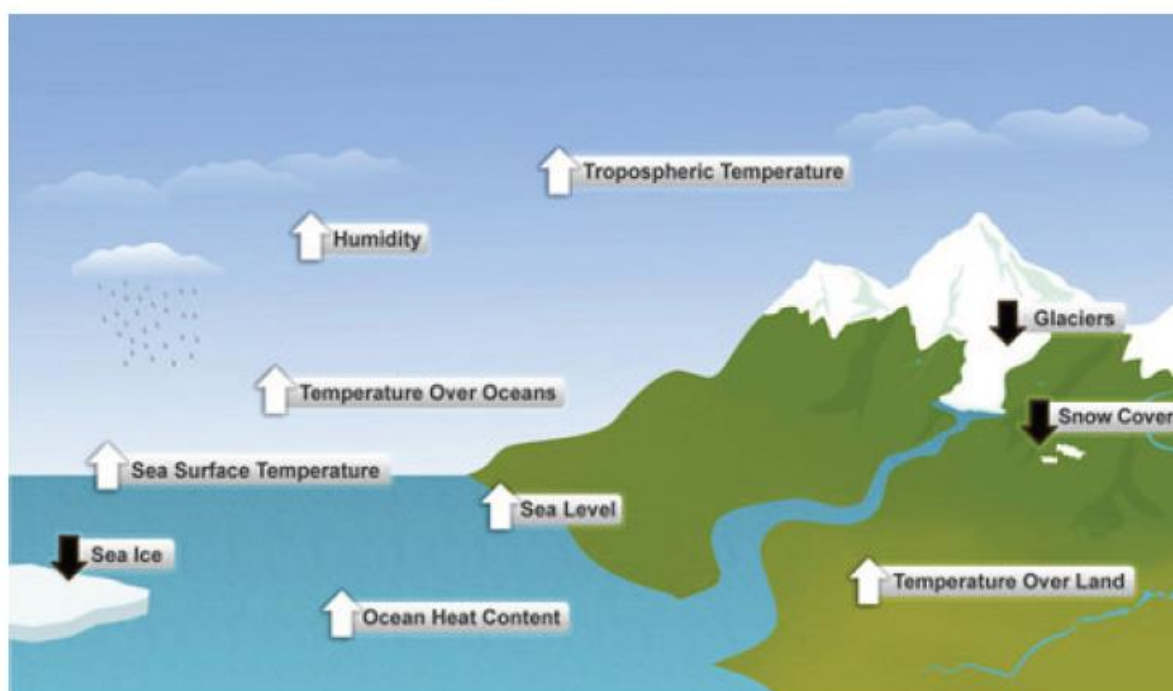 Tropospheric Temperature
Humidity
Glaciers
Temperature Over Oceans
Snow Cover
Sea Surface Temperature
Sea Level
Sea Ice
Temperature Over Land
Ocean Heat Content